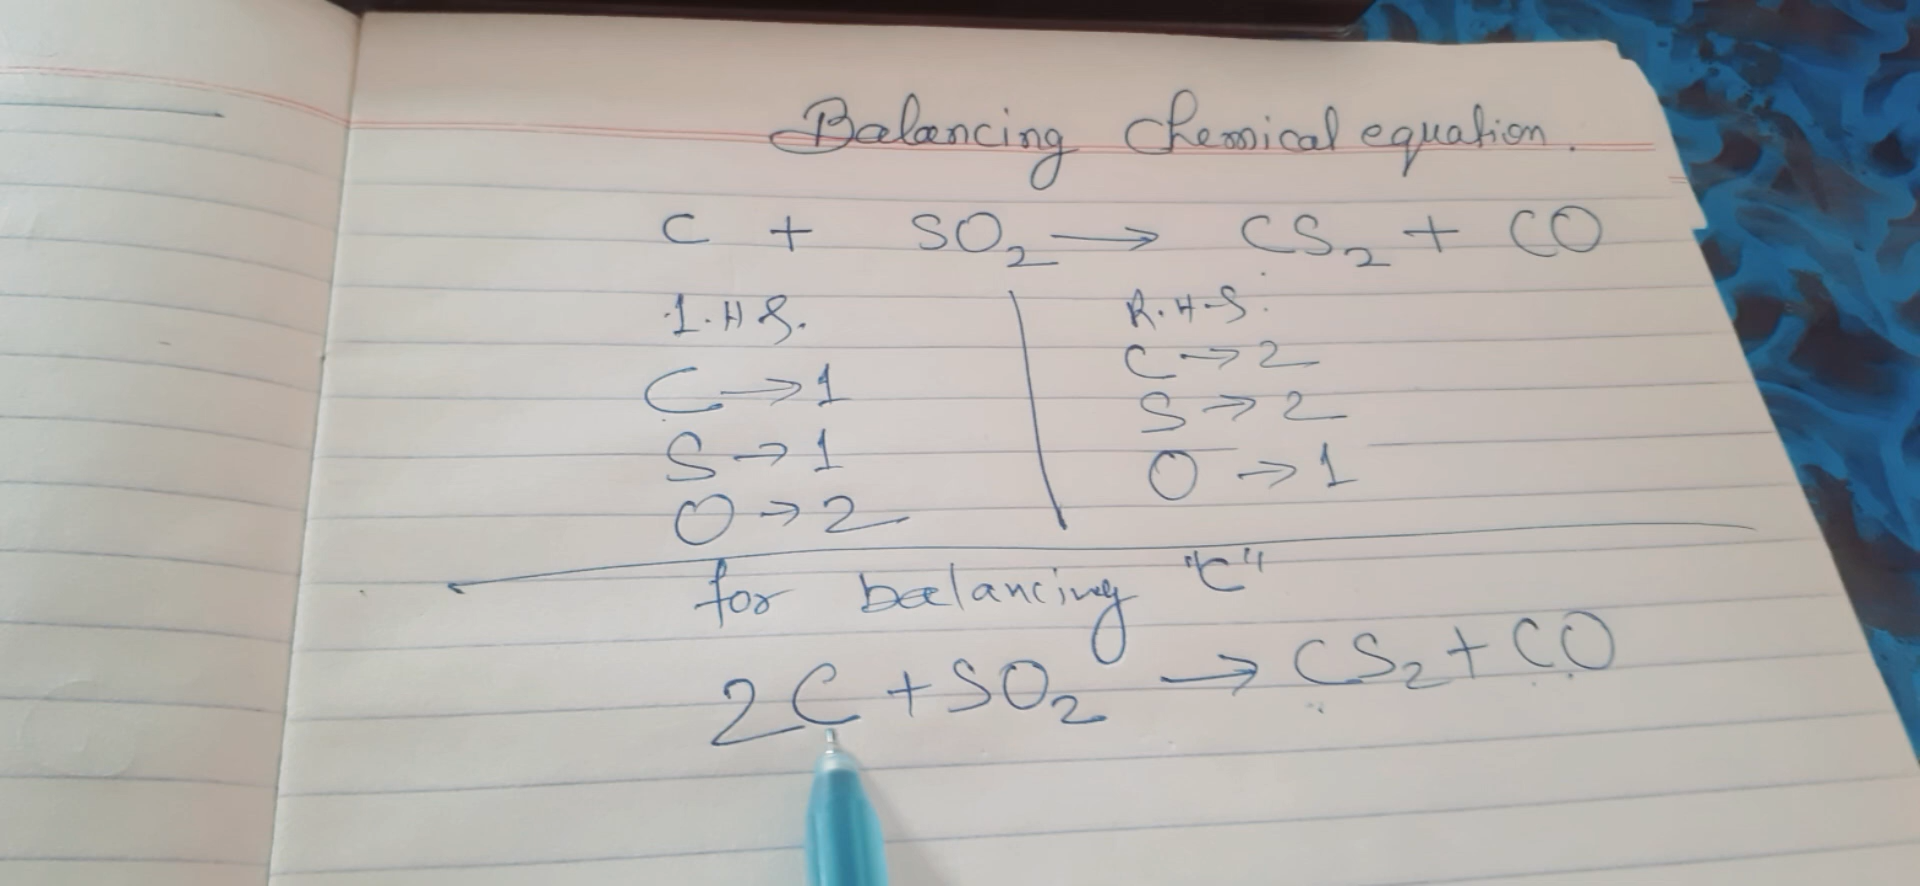 Balancing Chemical equation.
C + SO₂ → CS₂ + CO
L.H S. R.H-S.
C → 1 C → 2
S → 1 S → 2
O → 2 O → 1
for balancing "C"
2C + SO₂ → CS₂ + CO